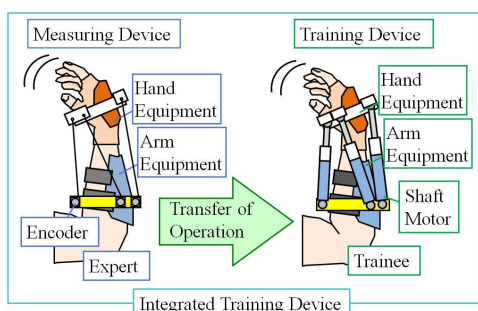 Measuring Device
Training Device
Hand
Equipment
Arm
Equipment
Encoder
Expert
Transfer of
Operation
Hand
Equipment
Arm
Equipment
Shaft
Motor
Trainee
Integrated Training Device